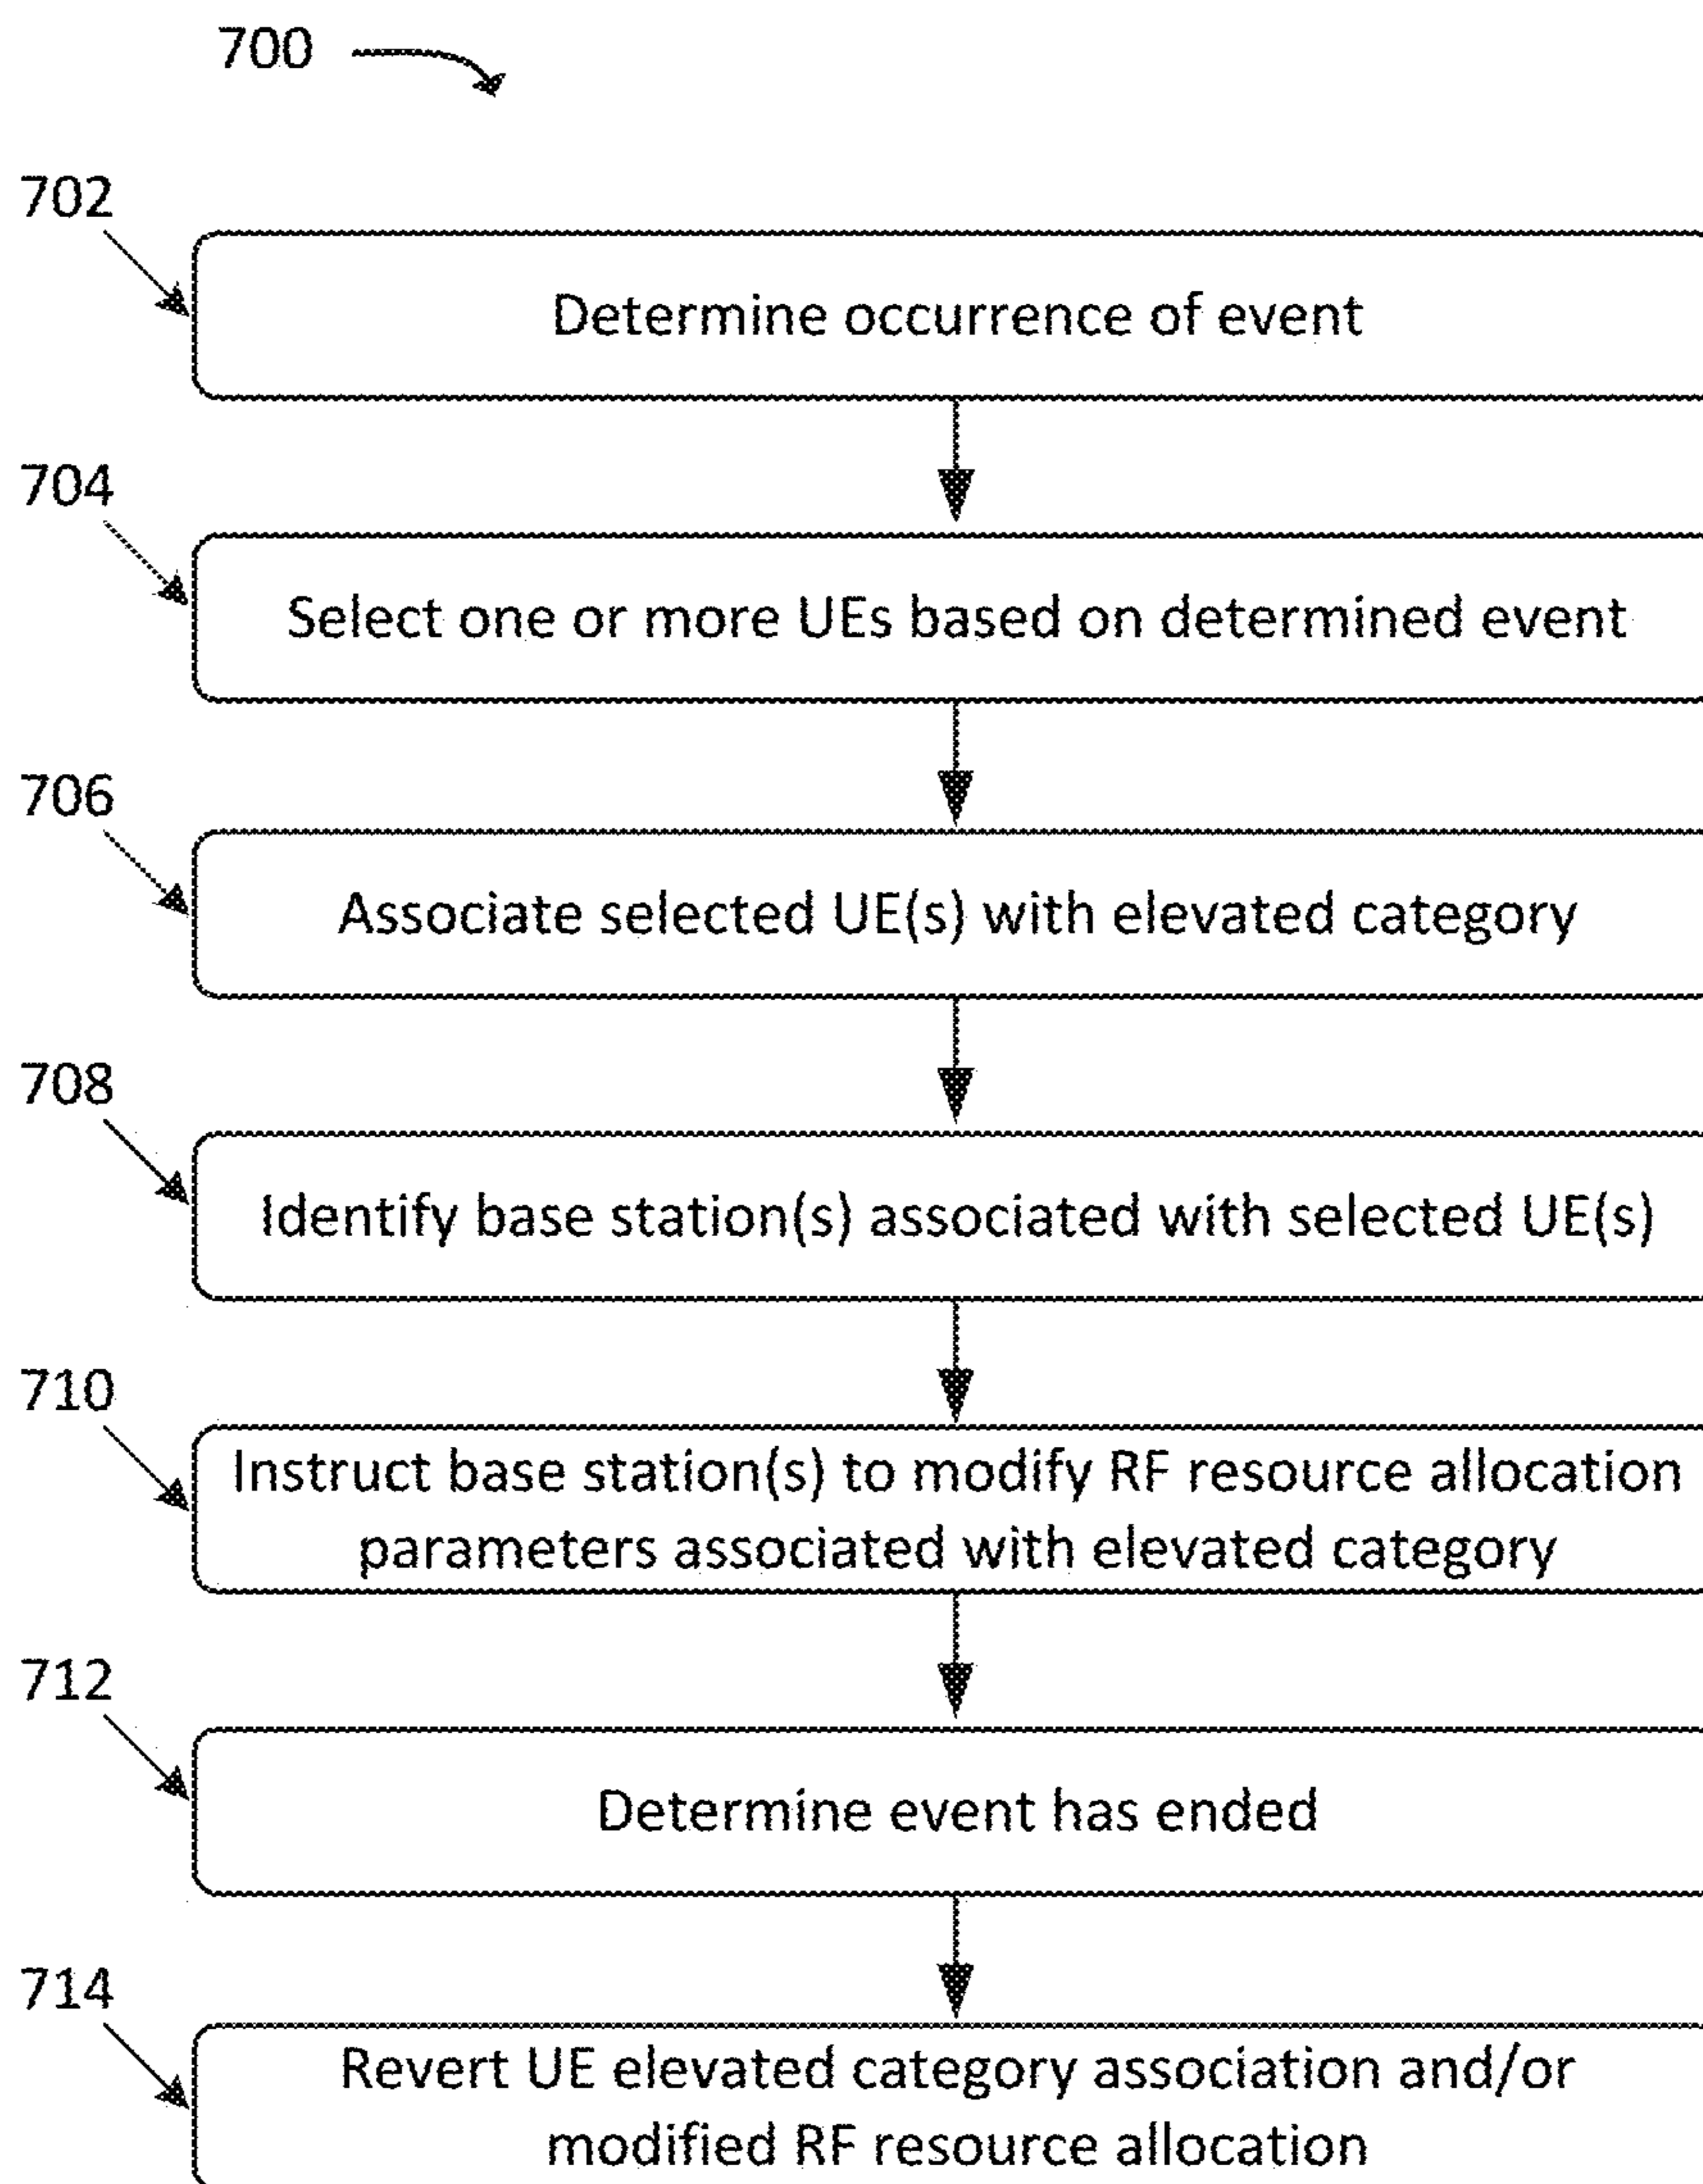 700
702
Determine occurrence of event
704
Select one or more UEs based on determined event
706
Associate selected UE(s) with elevated category
708
Identify base station(s) associated with selected UE(s)
710
Instruct base station(s) to modify RF resource allocation
parameters associated with elevated category
712
Determine event has ended
714
Revert UE elevated category association and/or
modified RF resource allocation